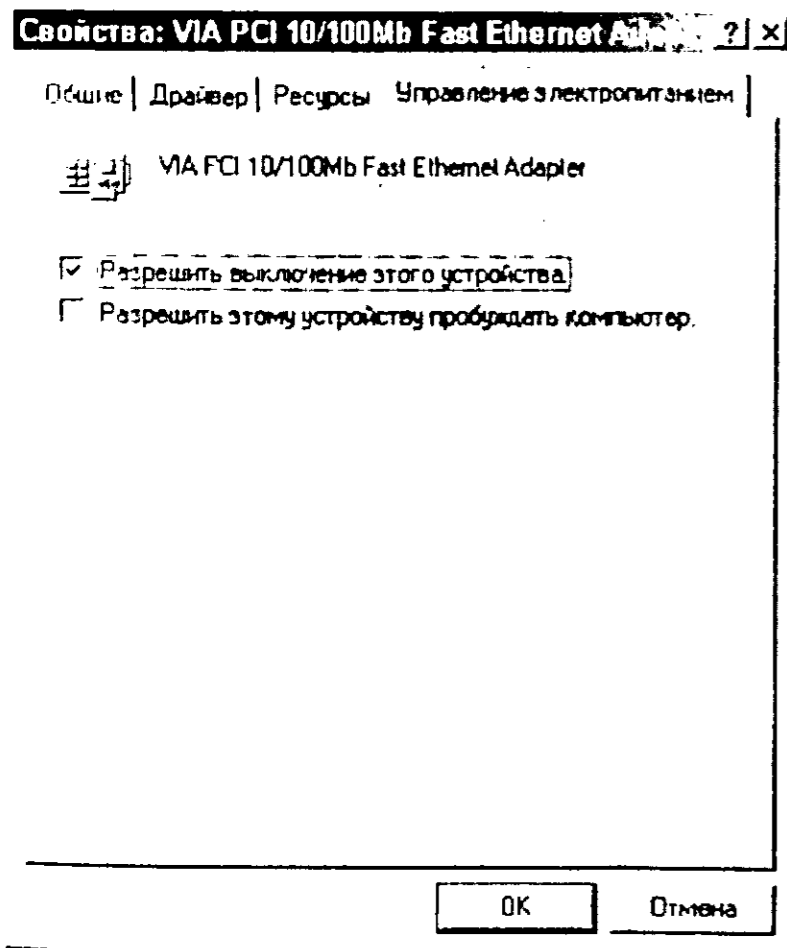 Свойства: VIA PCI 10/100Mb Fast Ethernet ? ×
Общие Драйвер Ресурсы Управление электропитанием
VIA PCI 10/100Mb Fast Ethernet Adapter
Разрешить выключение этого устройства
Разрешить этому устройству пробуждать компьютер.
OK Отмена